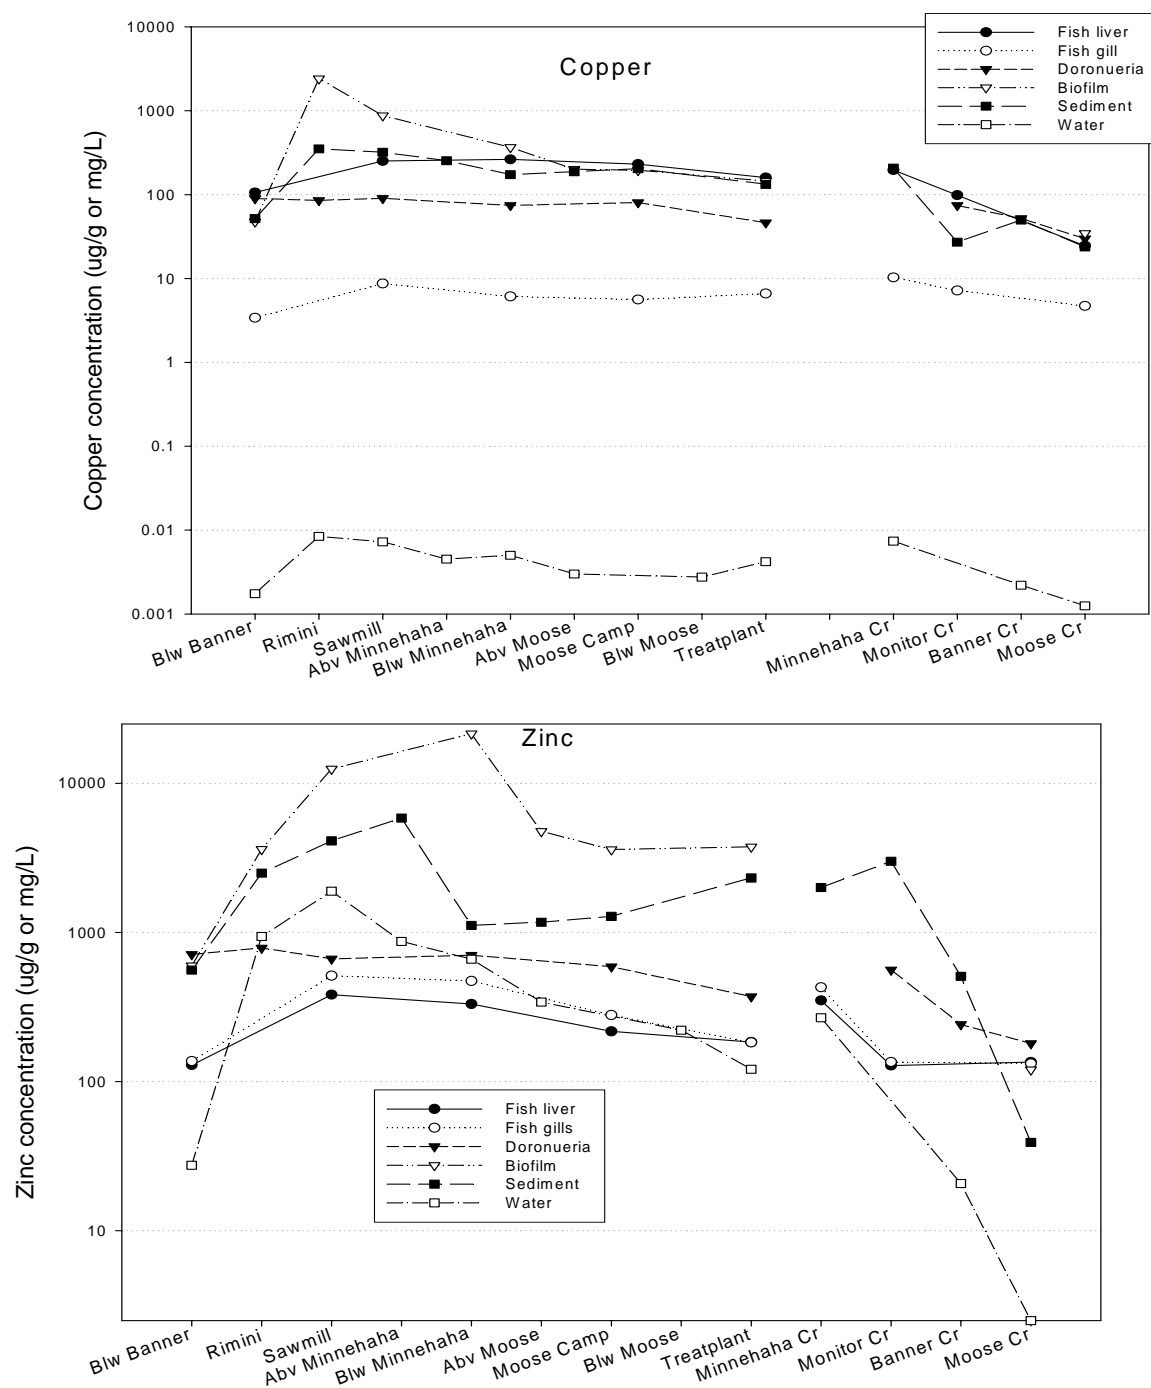 Copper
Fish liver
Fish gill
Doronueria
Biofilm
Sediment
Water
Copper concentration (ug/g or mg/L)
10000
1000
100
10
1
0.1
0.01
0.001
Blw Banner
Rimini
Sawmill
Abv Minnehaha
Blw Minnehaha
Abv Moose
Moose Camp
Blw Moose
Treatplant
Minnehaha Cr
Monitor Cr
Banner Cr
Moose Cr
Zinc
Zinc concentration (ug/g or mg/L)
10000
1000
100
10
Fish liver
Fish gills
Doronueria
Biofilm
Sediment
Water
Blw Banner
Rimini
Sawmill
Abv Minnehaha
Blw Minnehaha
Abv Moose
Moose Camp
Blw Moose
Treatplant
Minnehaha Cr
Monitor Cr
Banner Cr
Moose Cr